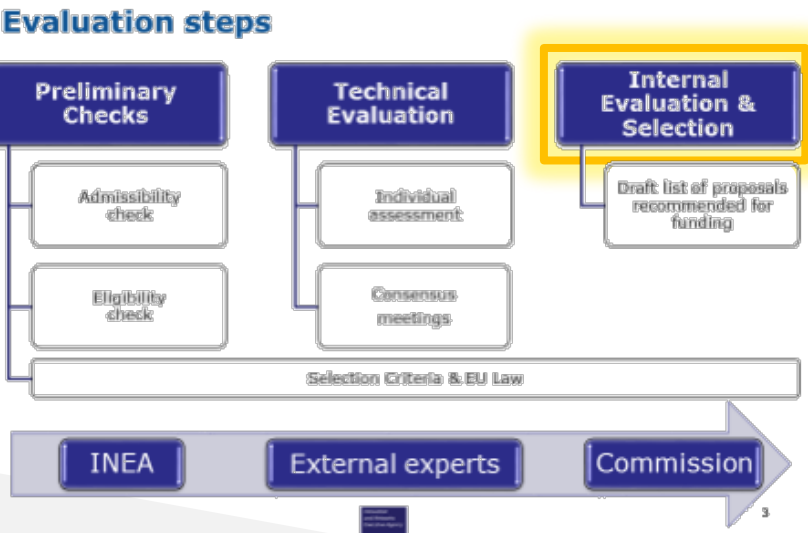 Evaluation steps
Preliminary
Checks
Technical
Evaluation
Internal
Evaluation &
Selection
Admissibility
check
Individual
assessment
Draft list of proposals
recommended for
funding
Eligibility
check
Consensus
meetings
Selection Criteria & EU Law
INEA
External experts
Commission
3